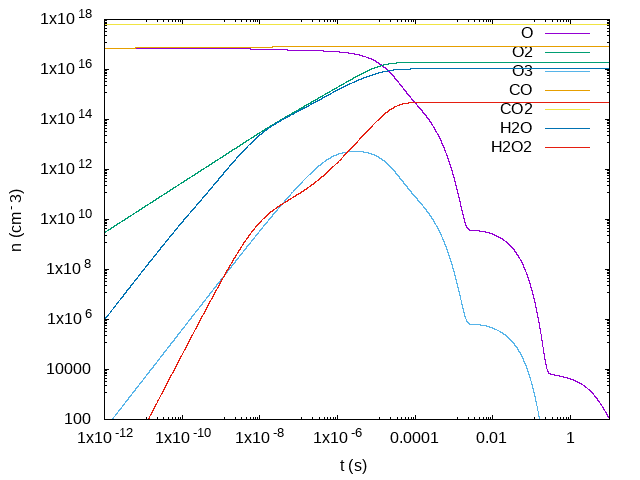 1x10^18
1x10^16
1x10^14
1x10^12
1x10^10
1x10^8
1x10^6
10000
100
n (cm^-3)
O
O2
O3
CO
CO2
H2O
H2O2
1x10^-12 1x10^-10 1x10^-8 1x10^-6 0.0001 0.01 1
t (s)